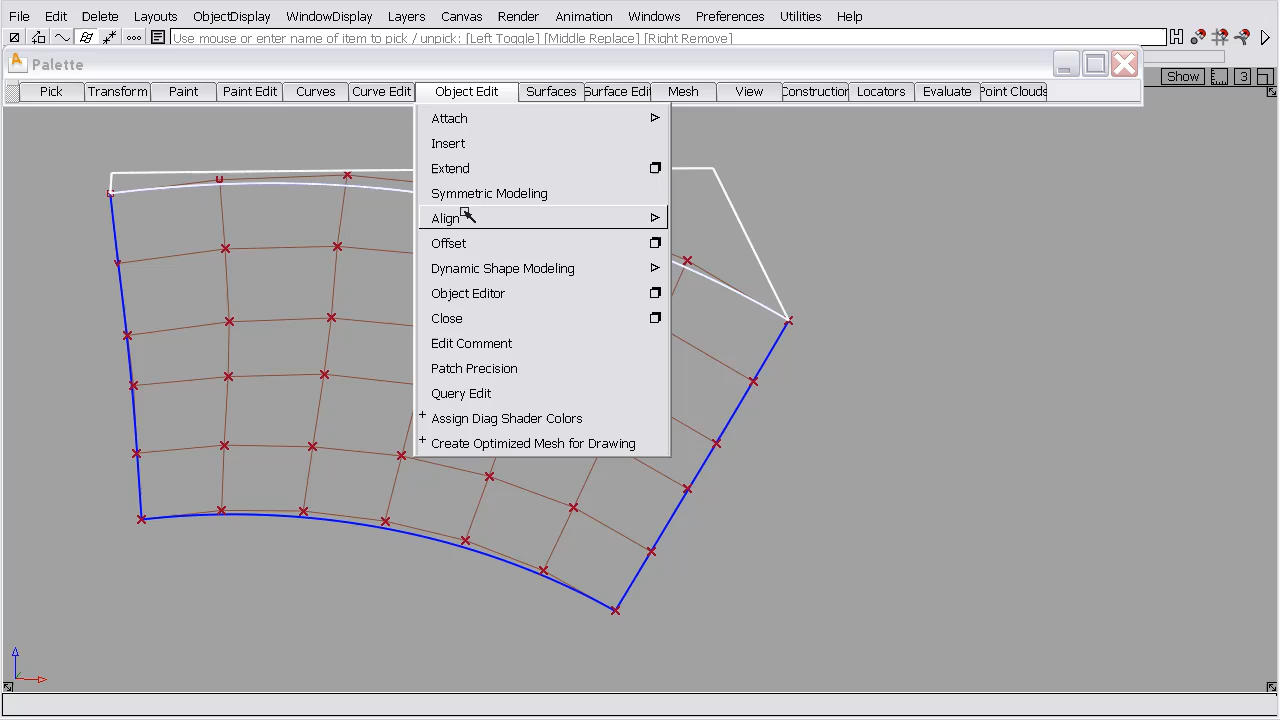 File Edit Delete Layouts ObjectDisplay WindowDisplay Layers Canvas Render Animation Windows Preferences Utilities Help
Use mouse or enter name of item to pick / unpick: [Left Toggle] [Middle Replace] [Right Remove]
Palette
Show 3
Pick Transform Paint Paint Edit Curves Curve Edit Object Edit Surfaces Surface Edit Mesh View Construction Locators Evaluate Point Clouds
Attach
Insert
Extend
Symmetric Modeling
Align
Offset
Dynamic Shape Modeling
Object Editor
Close
Edit Comment
Patch Precision
Query Edit
+ Assign Diag Shader Colors
+ Create Optimized Mesh for Drawing